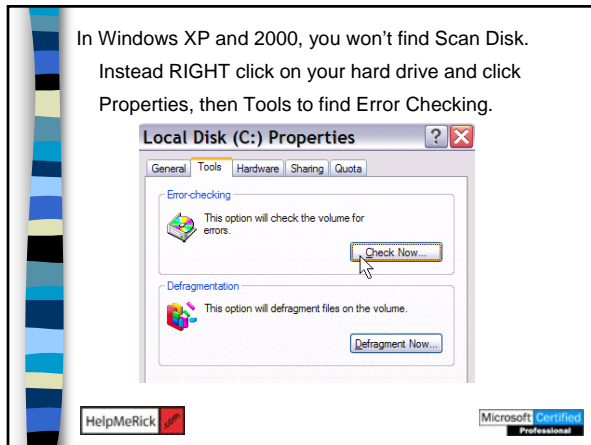 In Windows XP and 2000, you won't find Scan Disk.
Instead RIGHT click on your hard drive and click
Properties, then Tools to find Error Checking.
Local Disk (C:) Properties
General Tools Hardware Sharing Quota
Error-checking
This option will check the volume for
errors.
Check Now...
Defragmentation
This option will defragment files on the volume.
Defragment Now...
HelpMeRick .com
Microsoft Certified
Professional